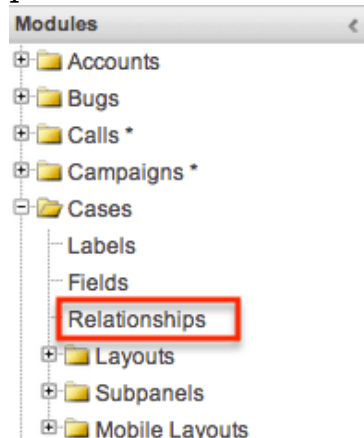 Modules
Accounts
Bugs
Calls *
Campaigns *
Cases
Labels
Fields
Relationships
Layouts
Subpanels
Mobile Layouts